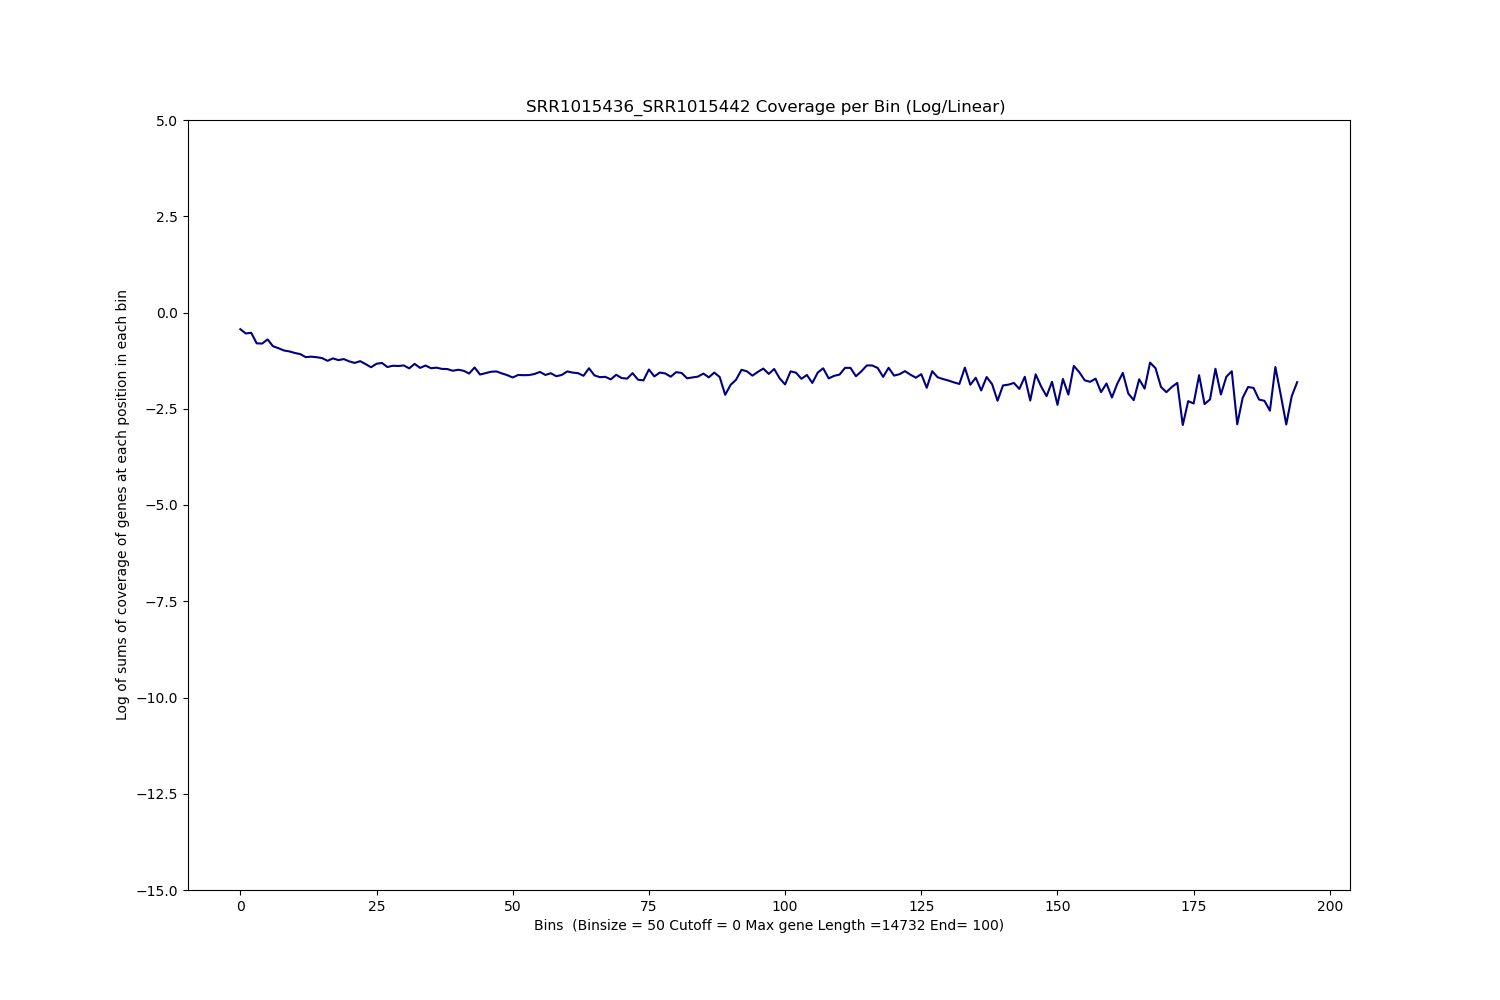 SRR1015436_SRR1015442 Coverage per Bin (Log/Linear)
Log of sums of coverage of genes at each position in each bin
5.0
2.5
0.0
−2.5
−5.0
−7.5
−10.0
−12.5
−15.0
0 25 50 75 100 125 150 175 200
Bins  (Binsize = 50 Cutoff = 0 Max gene Length =14732 End= 100)